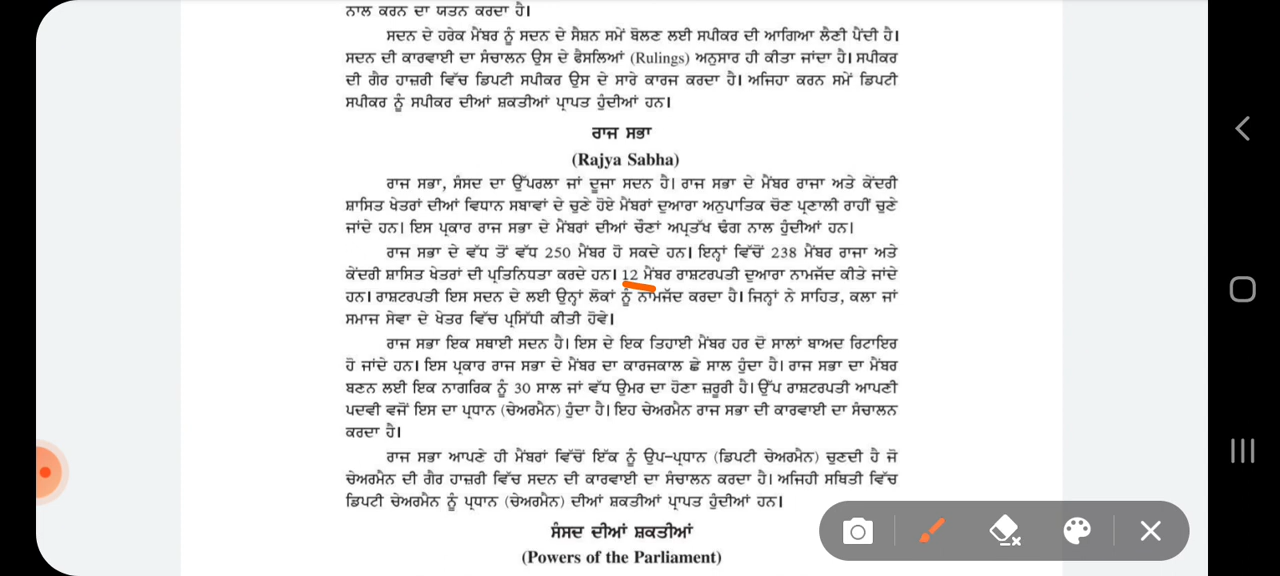 ਨਾਲ ਕਰਨ ਦਾ ਯਤਨ ਕਰਦਾ ਹੈ।
ਸਦਨ ਦੇ ਹਰੇਕ ਮੈਂਬਰ ਨੂੰ ਸਦਨ ਦੇ ਸੈਸ਼ਨ ਸਮੇਂ ਬੋਲਣ ਲਈ ਸਪੀਕਰ ਦੀ ਆਗਿਆ ਲੈਣੀ ਪੈਂਦੀ ਹੈ।
ਸਦਨ ਦੀ ਕਾਰਵਾਈ ਦਾ ਸੰਚਾਲਨ ਉਸ ਦੇ ਫੈਸਲਿਆਂ (Rulings) ਅਨੁਸਾਰ ਹੀ ਕੀਤਾ ਜਾਂਦਾ ਹੈ। ਸਪੀਕਰ
ਦੀ ਗੈਰ ਹਾਜ਼ਰੀ ਵਿੱਚ ਡਿਪਟੀ ਸਪੀਕਰ ਉਸ ਦੇ ਸਾਰੇ ਕਾਰਜ ਕਰਦਾ ਹੈ। ਅਜਿਹਾ ਕਰਨ ਸਮੇਂ ਡਿਪਟੀ
ਸਪੀਕਰ ਨੂੰ ਸਪੀਕਰ ਦੀਆਂ ਸ਼ਕਤੀਆਂ ਪ੍ਰਾਪਤ ਹੁੰਦੀਆਂ ਹਨ।
ਰਾਜ ਸਭਾ
(Rajya Sabha)
ਰਾਜ ਸਭਾ, ਸੰਸਦ ਦਾ ਉੱਪਰਲਾ ਜਾਂ ਦੂਜਾ ਸਦਨ ਹੈ। ਰਾਜ ਸਭਾ ਦੇ ਮੈਂਬਰ ਰਾਜਾ ਅਤੇ ਕੇਂਦਰੀ
ਸ਼ਾਸਿਤ ਖੇਤਰਾਂ ਦੀਆਂ ਵਿਧਾਨ ਸਬਾਵਾਂ ਦੇ ਚੁਣੇ ਹੋਏ ਮੈਂਬਰਾਂ ਦੁਆਰਾ ਅਨੁਪਾਤਿਕ ਚੋਣ ਪ੍ਰਣਾਲੀ ਰਾਹੀਂ ਚੁਣੇ
ਜਾਂਦੇ ਹਨ। ਇਸ ਪ੍ਰਕਾਰ ਰਾਜ ਸਭਾ ਦੇ ਮੈਂਬਰਾਂ ਦੀਆਂ ਚੌਣਾਂ ਅਪ੍ਰਤੱਖ ਢੰਗ ਨਾਲ ਹੁੰਦੀਆਂ ਹਨ।
ਰਾਜ ਸਭਾ ਦੇ ਵੱਧ ਤੋਂ ਵੱਧ 250 ਮੈਂਬਰ ਹੋ ਸਕਦੇ ਹਨ। ਇਨ੍ਹਾਂ ਵਿੱਚੋਂ 238 ਮੈਂਬਰ ਰਾਜਾ ਅਤੇ
ਕੇਂਦਰੀ ਸ਼ਾਸਿਤ ਖੇਤਰਾਂ ਦੀ ਪ੍ਰਤਿਨਿਧਤਾ ਕਰਦੇ ਹਨ। 12 ਮੈਂਬਰ ਰਾਸ਼ਟਰਪਤੀ ਦੁਆਰਾ ਨਾਮਜੱਦ ਕੀਤੇ ਜਾਂਦੇ
ਹਨ। ਰਾਸ਼ਟਰਪਤੀ ਇਸ ਸਦਨ ਦੇ ਲਈ ਉਨ੍ਹਾਂ ਲੋਕਾਂ ਨੂੰ ਨਾਮਜੱਦ ਕਰਦਾ ਹੈ। ਜਿਨ੍ਹਾਂ ਨੇ ਸਾਹਿਤ, ਕਲਾ ਜਾਂ
ਸਮਾਜ ਸੇਵਾ ਦੇ ਖੇਤਰ ਵਿੱਚ ਪ੍ਰਸਿੱਧੀ ਕੀਤੀ ਹੋਵੇ।
ਰਾਜ ਸਭਾ ਇਕ ਸਥਾਈ ਸਦਨ ਹੈ। ਇਸ ਦੇ ਇਕ ਤਿਹਾਈ ਮੈਂਬਰ ਹਰ ਦੋ ਸਾਲਾਂ ਬਾਅਦ ਰਿਟਾਇਰ
ਹੋ ਜਾਂਦੇ ਹਨ। ਇਸ ਪ੍ਰਕਾਰ ਰਾਜ ਸਭਾ ਦੇ ਮੈਂਬਰ ਦਾ ਕਾਰਜਕਾਲ ਛੇ ਸਾਲ ਹੁੰਦਾ ਹੈ। ਰਾਜ ਸਭਾ ਦਾ ਮੈਂਬਰ
ਬਣਨ ਲਈ ਇਕ ਨਾਗਰਿਕ ਨੂੰ 30 ਸਾਲ ਜਾਂ ਵੱਧ ਉਮਰ ਦਾ ਹੋਣਾ ਜ਼ਰੂਰੀ ਹੈ। ਉੱਪ ਰਾਸ਼ਟਰਪਤੀ ਆਪਣੀ
ਪਦਵੀ ਵਜੋਂ ਇਸ ਦਾ ਪ੍ਰਧਾਨ (ਚੇਅਰਮੈਨ) ਹੁੰਦਾ ਹੈ। ਇਹ ਚੇਅਰਮੈਨ ਰਾਜ ਸਭਾ ਦੀ ਕਾਰਵਾਈ ਦਾ ਸੰਚਾਲਨ
ਕਰਦਾ ਹੈ।
ਰਾਜ ਸਭਾ ਆਪਣੇ ਹੀ ਮੈਂਬਰਾਂ ਵਿੱਚੋਂ ਇੱਕ ਨੂੰ ਉਪ-ਪ੍ਰਧਾਨ (ਡਿਪਟੀ ਚੇਅਰਮੈਨ) ਚੁਣਦੀ ਹੈ ਜੋ
ਚੇਅਰਮੈਨ ਦੀ ਗੈਰ ਹਾਜ਼ਰੀ ਵਿੱਚ ਸਦਨ ਦੀ ਕਾਰਵਾਈ ਦਾ ਸੰਚਾਲਨ ਕਰਦਾ ਹੈ। ਅਜਿਹੀ ਸਥਿਤੀ ਵਿੱਚ
ਡਿਪਟੀ ਚੇਅਰਮੈਨ ਨੂੰ ਪ੍ਰਧਾਨ (ਚੇਅਰਮੈਨ) ਦੀਆਂ ਸ਼ਕਤੀਆਂ ਪ੍ਰਾਪਤ ਹੁੰਦੀਆਂ ਹਨ।
ਸੰਸਦ ਦੀਆਂ ਸ਼ਕਤੀਆਂ
(Powers of the Parliament)